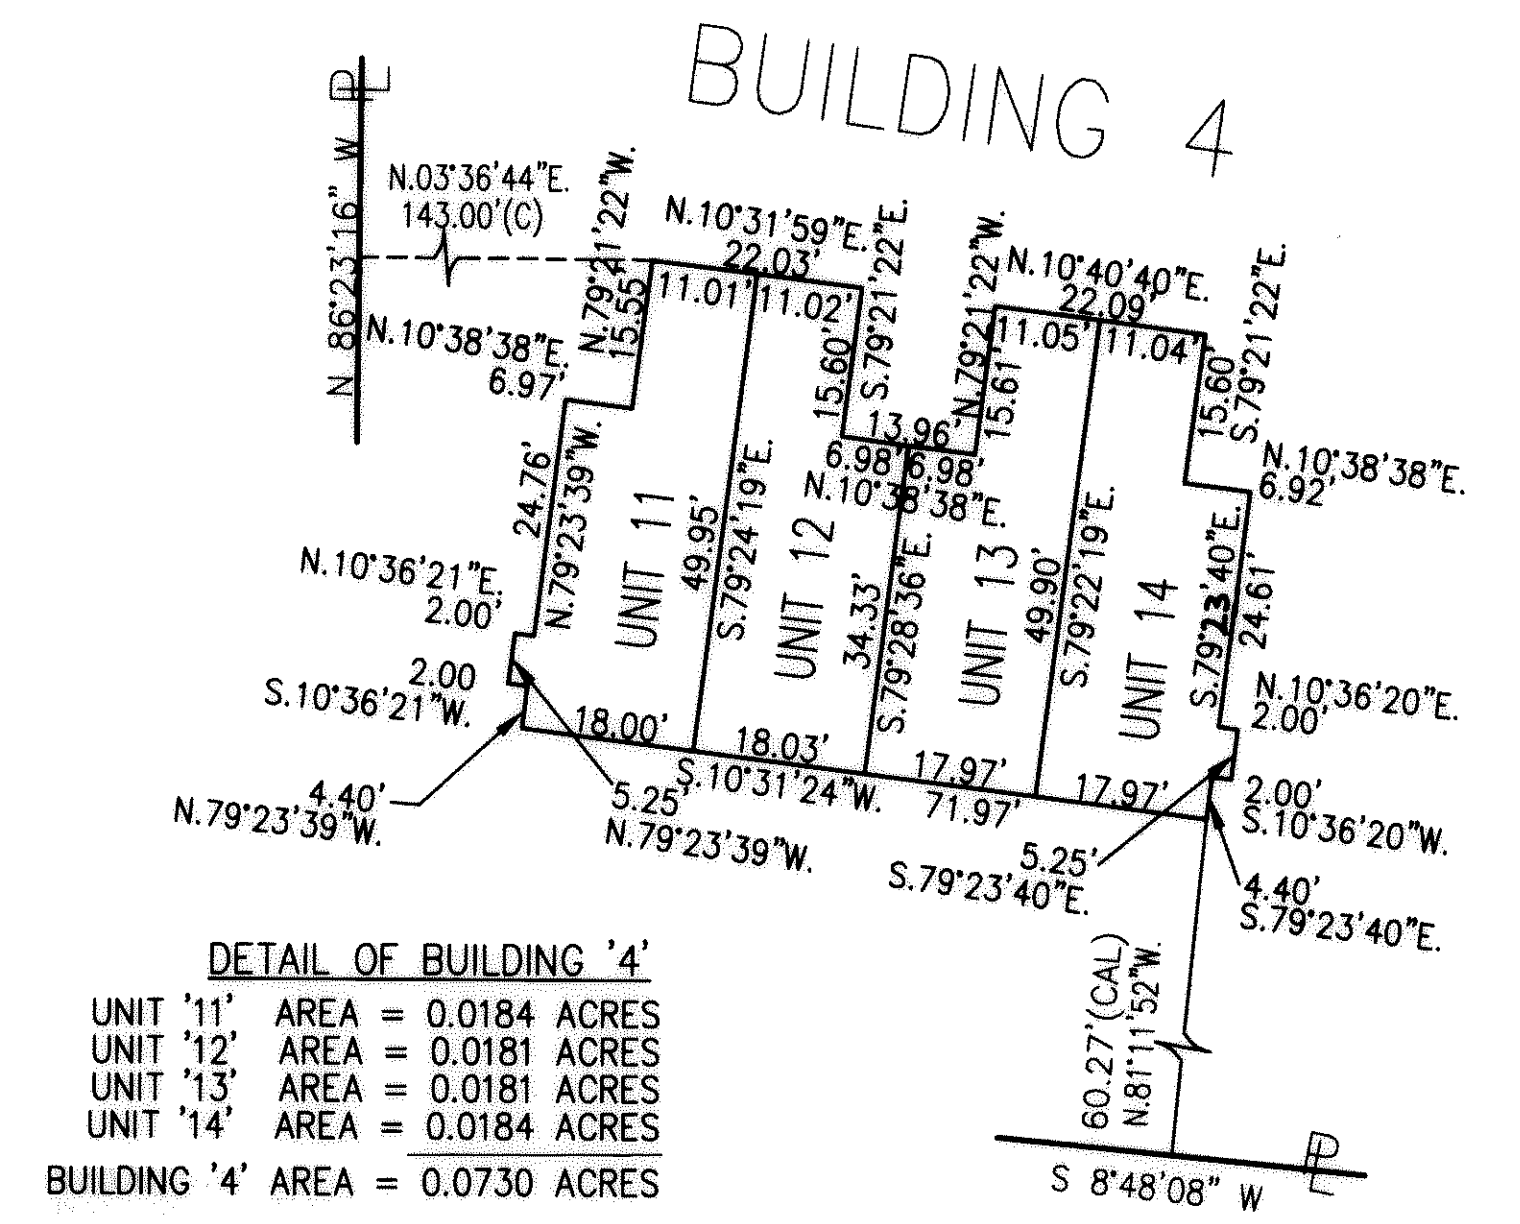 BUILDING 4
PL
N 86°23'16" W
N.03°36'44"E.
143.00'(C)
N.79°21'22"W.
15.55'
N.10°31'59"E.
22.03'
11.01'
11.02'
15.60'
S.79°21'22"E.
N.79°21'22"W.
15.61'
N.10°40'40"E.
22.09'
11.05'
11.04'
15.60'
S.79°21'22"E.
N.10°38'38"E.
6.97'
13.96'
6.98'
6.98'
N.10°38'38"E.
N.10°38'38"E.
6.92'
24.76'
N.79°23'39"W.
UNIT 11
49.95'
S.79°24'19"E.
UNIT 12
34.33'
S.79°28'36"E.
UNIT 13
49.90'
S.79°22'19"E.
UNIT 14
S.79°23'40"E.
24.61'
N.10°36'21"E.
2.00'
2.00
S.10°36'21"W.
N.10°36'20"E.
2.00'
18.00'
18.03'
17.97'
17.97'
S.10°31'24"W.
71.97'
4.40'
N.79°23'39"W.
5.25'
N.79°23'39"W.
5.25'
S.79°23'40"E.
2.00'
S.10°36'20"W.
4.40'
S.79°23'40"E.
60.27'(CAL)
N.81°11'52"W.
PL
S 8°48'08" W
DETAIL OF BUILDING '4'
UNIT '11' AREA = 0.0184 ACRES
UNIT '12' AREA = 0.0181 ACRES
UNIT '13' AREA = 0.0181 ACRES
UNIT '14' AREA = 0.0184 ACRES
BUILDING '4' AREA = 0.0730 ACRES